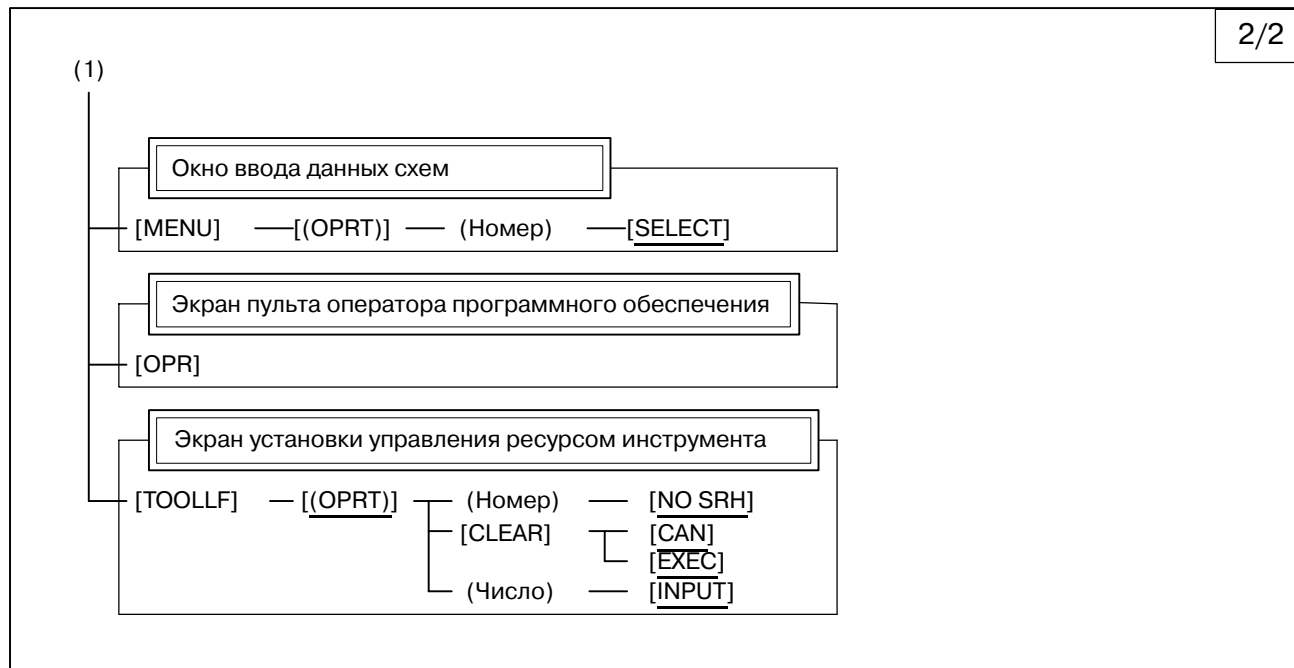 2/2
(1)
Окно ввода данных схем
[MENU] [(OPRT)] (Номер) [SELECT]
Экран пульта оператора программного обеспечения
[OPR]
Экран установки управления ресурсом инструмента
[TOOLLF] [(OPRT)] (Номер) [NO SRH]
[CLEAR] [CAN]
[EXEC]
(Число) [INPUT]